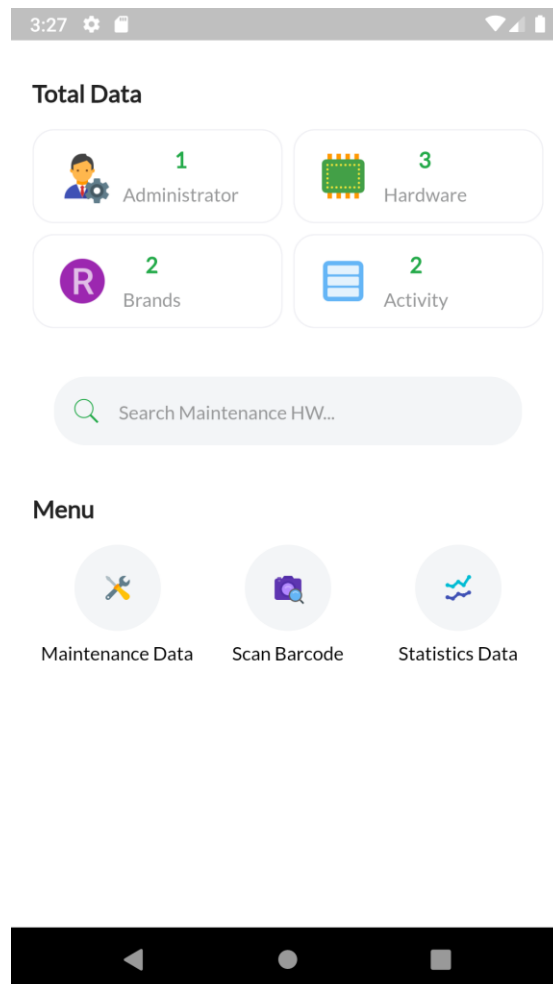 3:27
Total Data
1
Administrator
3
Hardware
R
2
Brands
2
Activity
Search Maintenance HW...
Menu
Maintenance Data
Scan Barcode
Statistics Data